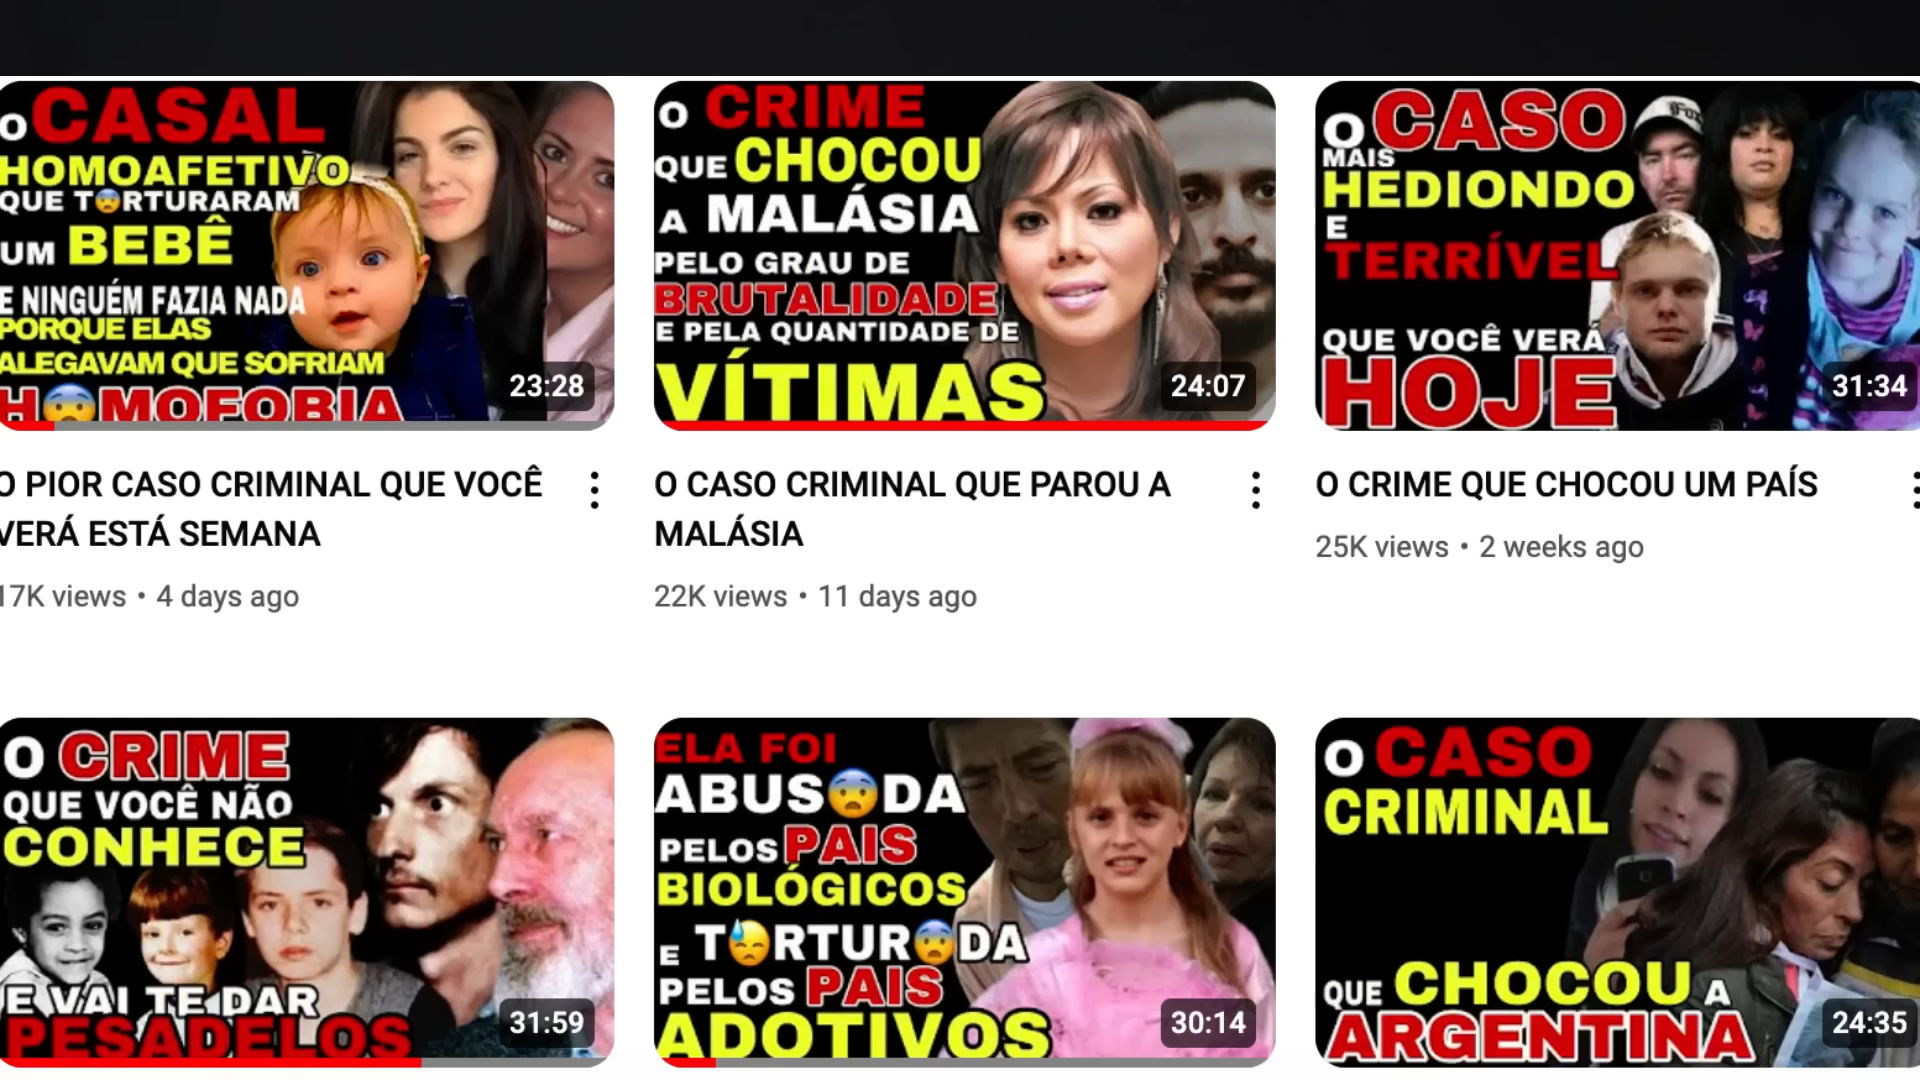 O CASAL
HOMOAFETIVO
QUE T😨RTURARAM
UM BEBÊ
E NINGUÉM FAZIA NADA
PORQUE ELAS
ALEGAVAM QUE SOFRIAM
H😨MOFOBIA
23:28
O PIOR CASO CRIMINAL QUE VOCÊ
VERÁ ESTÁ SEMANA
17K views • 4 days ago
O CRIME
QUE CHOCOU
A MALÁSIA
PELO GRAU DE
BRUTALIDADE
E PELA QUANTIDADE DE
VÍTIMAS
24:07
O CASO CRIMINAL QUE PAROU A
MALÁSIA
22K views • 11 days ago
O CASO
MAIS
HEDIONDO
E
TERRÍVEL
QUE VOCÊ VERÁ
HOJE
Fox
31:34
O CRIME QUE CHOCOU UM PAÍS
25K views • 2 weeks ago
O CRIME
QUE VOCÊ NÃO
CONHECE
E VAI TE DAR
PESADELOS
31:59
ELA FOI
ABUS😨DA
PELOS PAIS
BIOLÓGICOS
E T😓RTUR😨DA
PELOS PAIS
ADOTIVOS
30:14
O CASO
CRIMINAL
QUE CHOCOU A
ARGENTINA
24:35